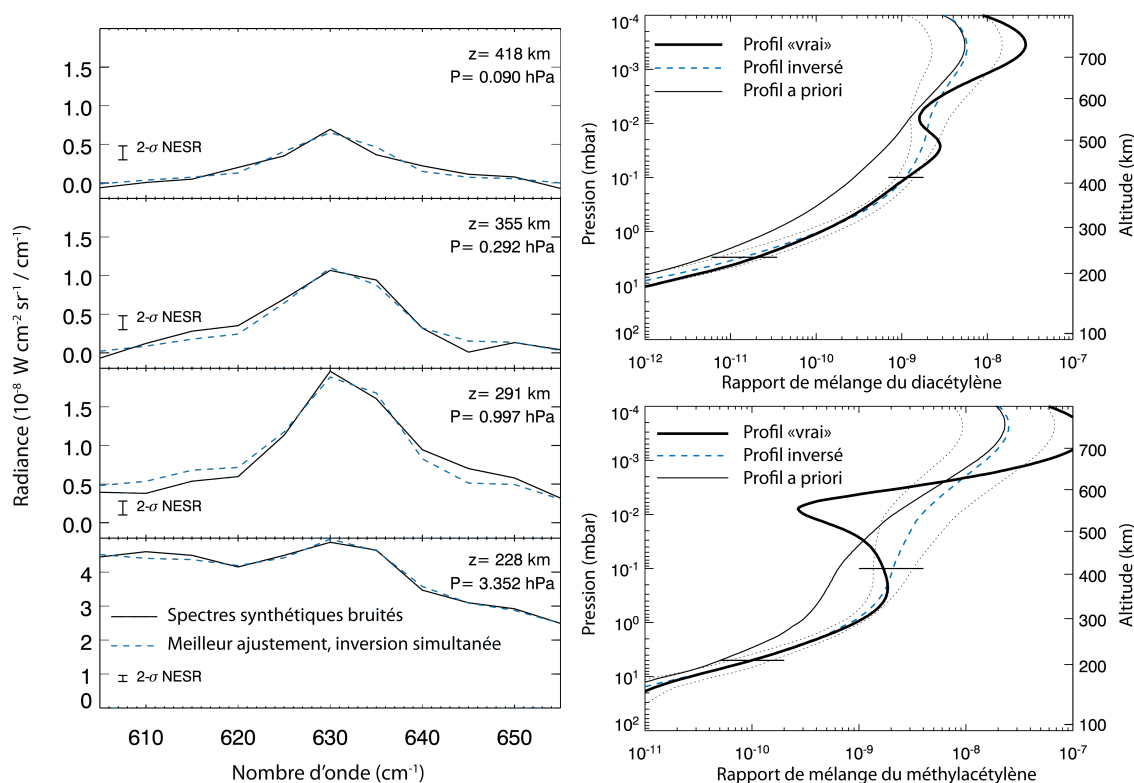 z= 418 km
P= 0.090 hPa
1.5
1.0
0.5
0.0
2-σ NESR
z= 355 km
P= 0.292 hPa
1.5
1.0
0.5
0.0
2-σ NESR
z= 291 km
P= 0.997 hPa
1.5
1.0
0.5
0.0
2-σ NESR
z= 228 km
P= 3.352 hPa
4
3
2
1
0
Spectres synthétiques bruités
Meilleur ajustement, inversion simultanée
2-σ NESR
Radiance (10⁻⁸ W cm⁻² sr⁻¹ / cm⁻¹)
610 620 630 640 650
Nombre d'onde (cm⁻¹)
Profil «vrai»
Profil inversé
Profil a priori
Pression (mbar)
10⁻⁴
10⁻³
10⁻²
10⁻¹
10⁰
10¹
10²
Altitude (km)
700
600
500
400
300
200
100
10⁻¹² 10⁻¹¹ 10⁻¹⁰ 10⁻⁹ 10⁻⁸ 10⁻⁷
Rapport de mélange du diacétylène
Profil «vrai»
Profil inversé
Profil a priori
Pression (mbar)
10⁻⁴
10⁻³
10⁻²
10⁻¹
10⁰
10¹
10²
Altitude (km)
700
600
500
400
300
200
100
10⁻¹¹ 10⁻¹⁰ 10⁻⁹ 10⁻⁸ 10⁻⁷
Rapport de mélange du méthylacétylène